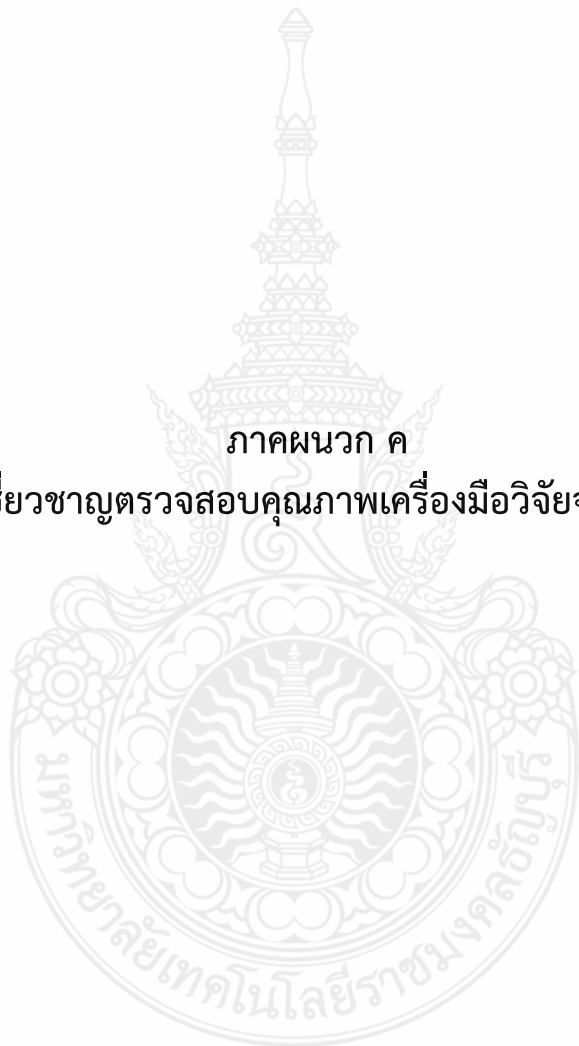 ภาคผนวก ค
ชี่ยวชาญตรวจสอบคุณภาพเครื่องมือวิจัย
มหาวิทยาลัยเทคโนโลยีราชมงคลธัญบุรี